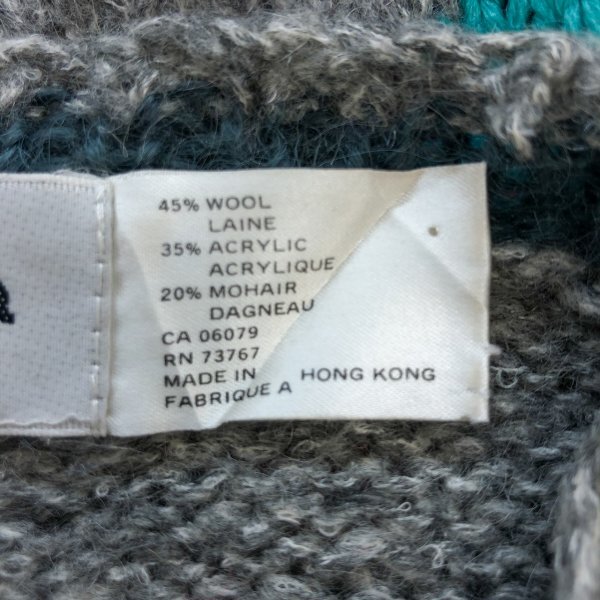 45% WOOL
LAINE
35% ACRYLIC
ACRYLIQUE
20% MOHAIR
DAGNEAU
CA 06079
RN 73767
MADE IN HONG KONG
FABRIQUE A